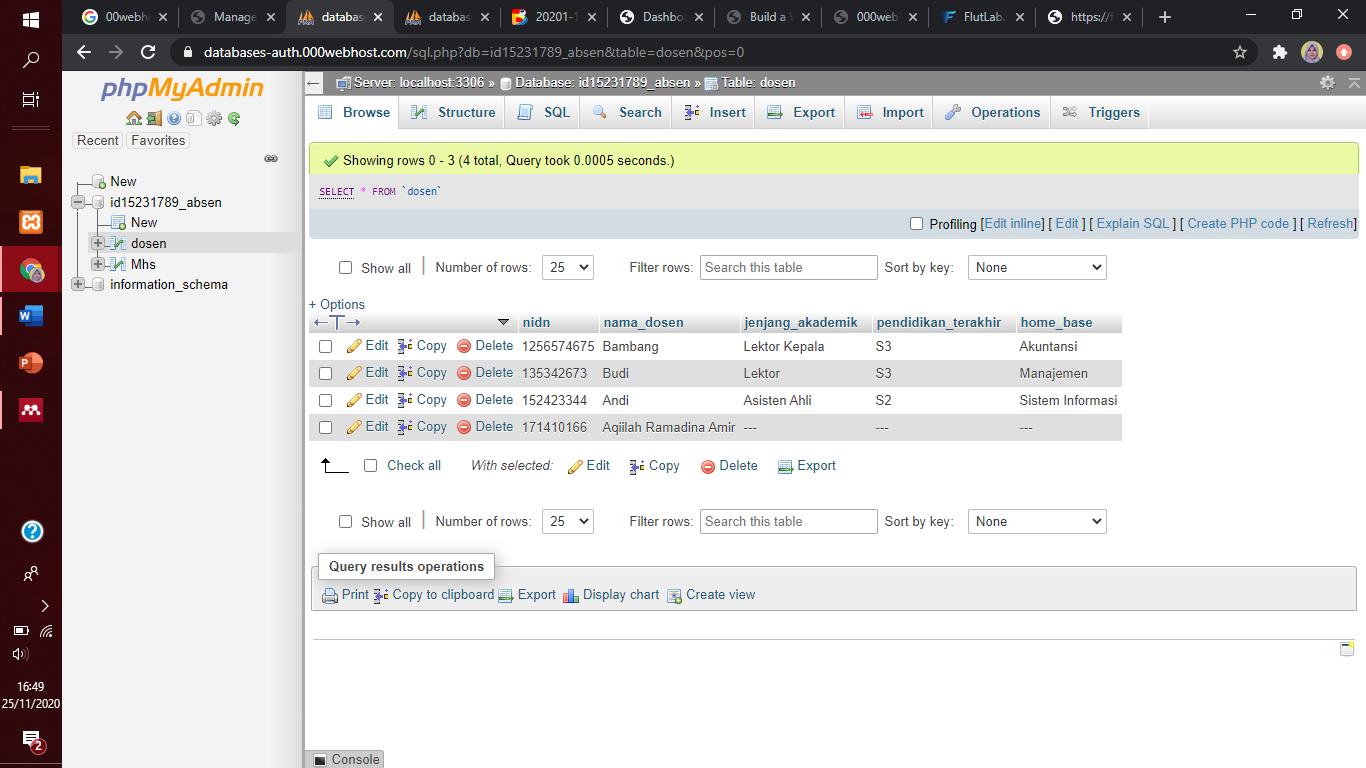 00webh
Manage
databas
databas
20201-1
Dashbo
Build a
000web
FlutLab.
https://f
databases-auth.000webhost.com/sql.php?db=id15231789_absen&table=dosen&pos=0
phpMyAdmin
Recent Favorites
New
id15231789_absen
New
dosen
Mhs
information_schema
Server: localhost:3306 » Database: id15231789_absen » Table: dosen
Browse Structure SQL Search Insert Export Import Operations Triggers
Showing rows 0 - 3 (4 total, Query took 0.0005 seconds.)
SELECT * FROM `dosen`
Profiling [Edit inline] [ Edit ] [ Explain SQL ] [ Create PHP code ] [ Refresh]
Show all Number of rows: 25 Filter rows: Search this table Sort by key: None
+ Options
nidn nama_dosen jenjang_akademik pendidikan_terakhir home_base
Edit Copy Delete 1256574675 Bambang Lektor Kepala S3 Akuntansi
Edit Copy Delete 135342673 Budi Lektor S3 Manajemen
Edit Copy Delete 152423344 Andi Asisten Ahli S2 Sistem Informasi
Edit Copy Delete 171410166 Aqiilah Ramadina Amir --- --- ---
Check all With selected: Edit Copy Delete Export
Show all Number of rows: 25 Filter rows: Search this table Sort by key: None
Query results operations
Print Copy to clipboard Export Display chart Create view
Console
16:49
25/11/2020
2